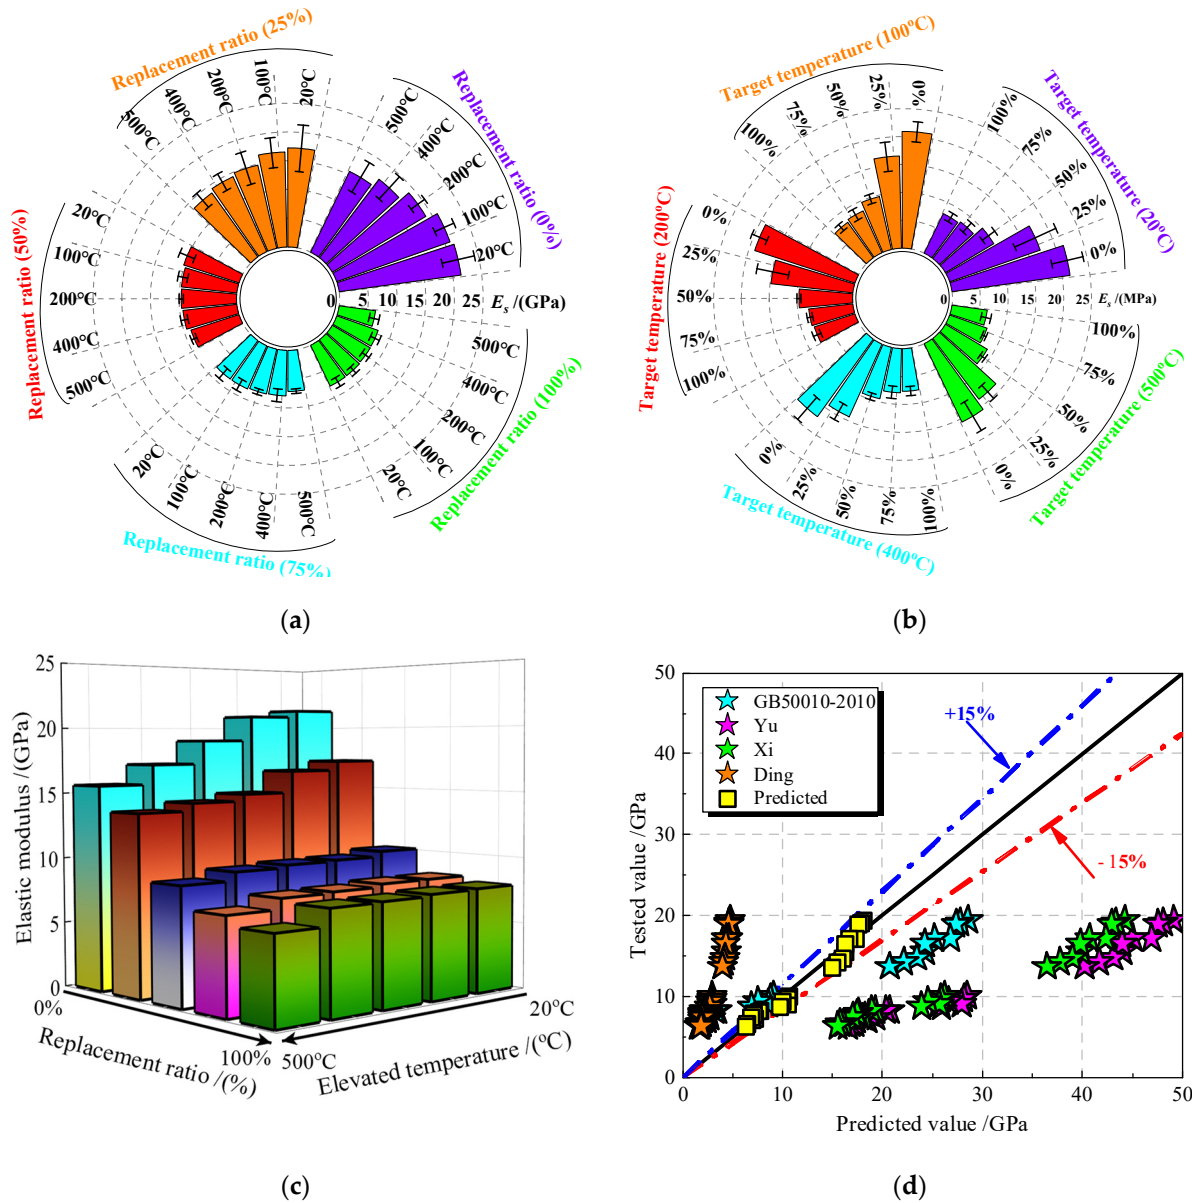 Replacement ratio (25%)
500℃
400℃
200℃
100℃
20℃
Replacement ratio (0%)
500℃
400℃
200℃
100℃
20℃
Replacement ratio (50%)
20℃
100℃
200℃
400℃
500℃
0 5 10 15 20 25 Es /(GPa)
Replacement ratio (75%)
20℃
100℃
200℃
400℃
500℃
Replacement ratio (100%)
500℃
400℃
200℃
100℃
20℃
(a)
Target temperature (100℃)
100%
75%
50%
25%
0%
Target temperature (20℃)
100%
75%
50%
25%
0%
Target temperature (200℃)
0%
25%
50%
75%
100%
0 5 10 15 20 25 Es /(MPa)
Target temperature (400℃)
0%
25%
50%
75%
100%
Target temperature (500℃)
100%
75%
50%
25%
0%
(b)
Elastic modulus /(GPa)
25
20
15
10
5
0
0%
100%
500℃
20℃
Replacement ratio /(%)
Elevated temperature /(℃)
(c)
Tested value /GPa
50
40
30
20
10
0
GB50010-2010
Yu
Xi
Ding
Predicted
+15%
-15%
0 10 20 30 40 50
Predicted value /GPa
(d)